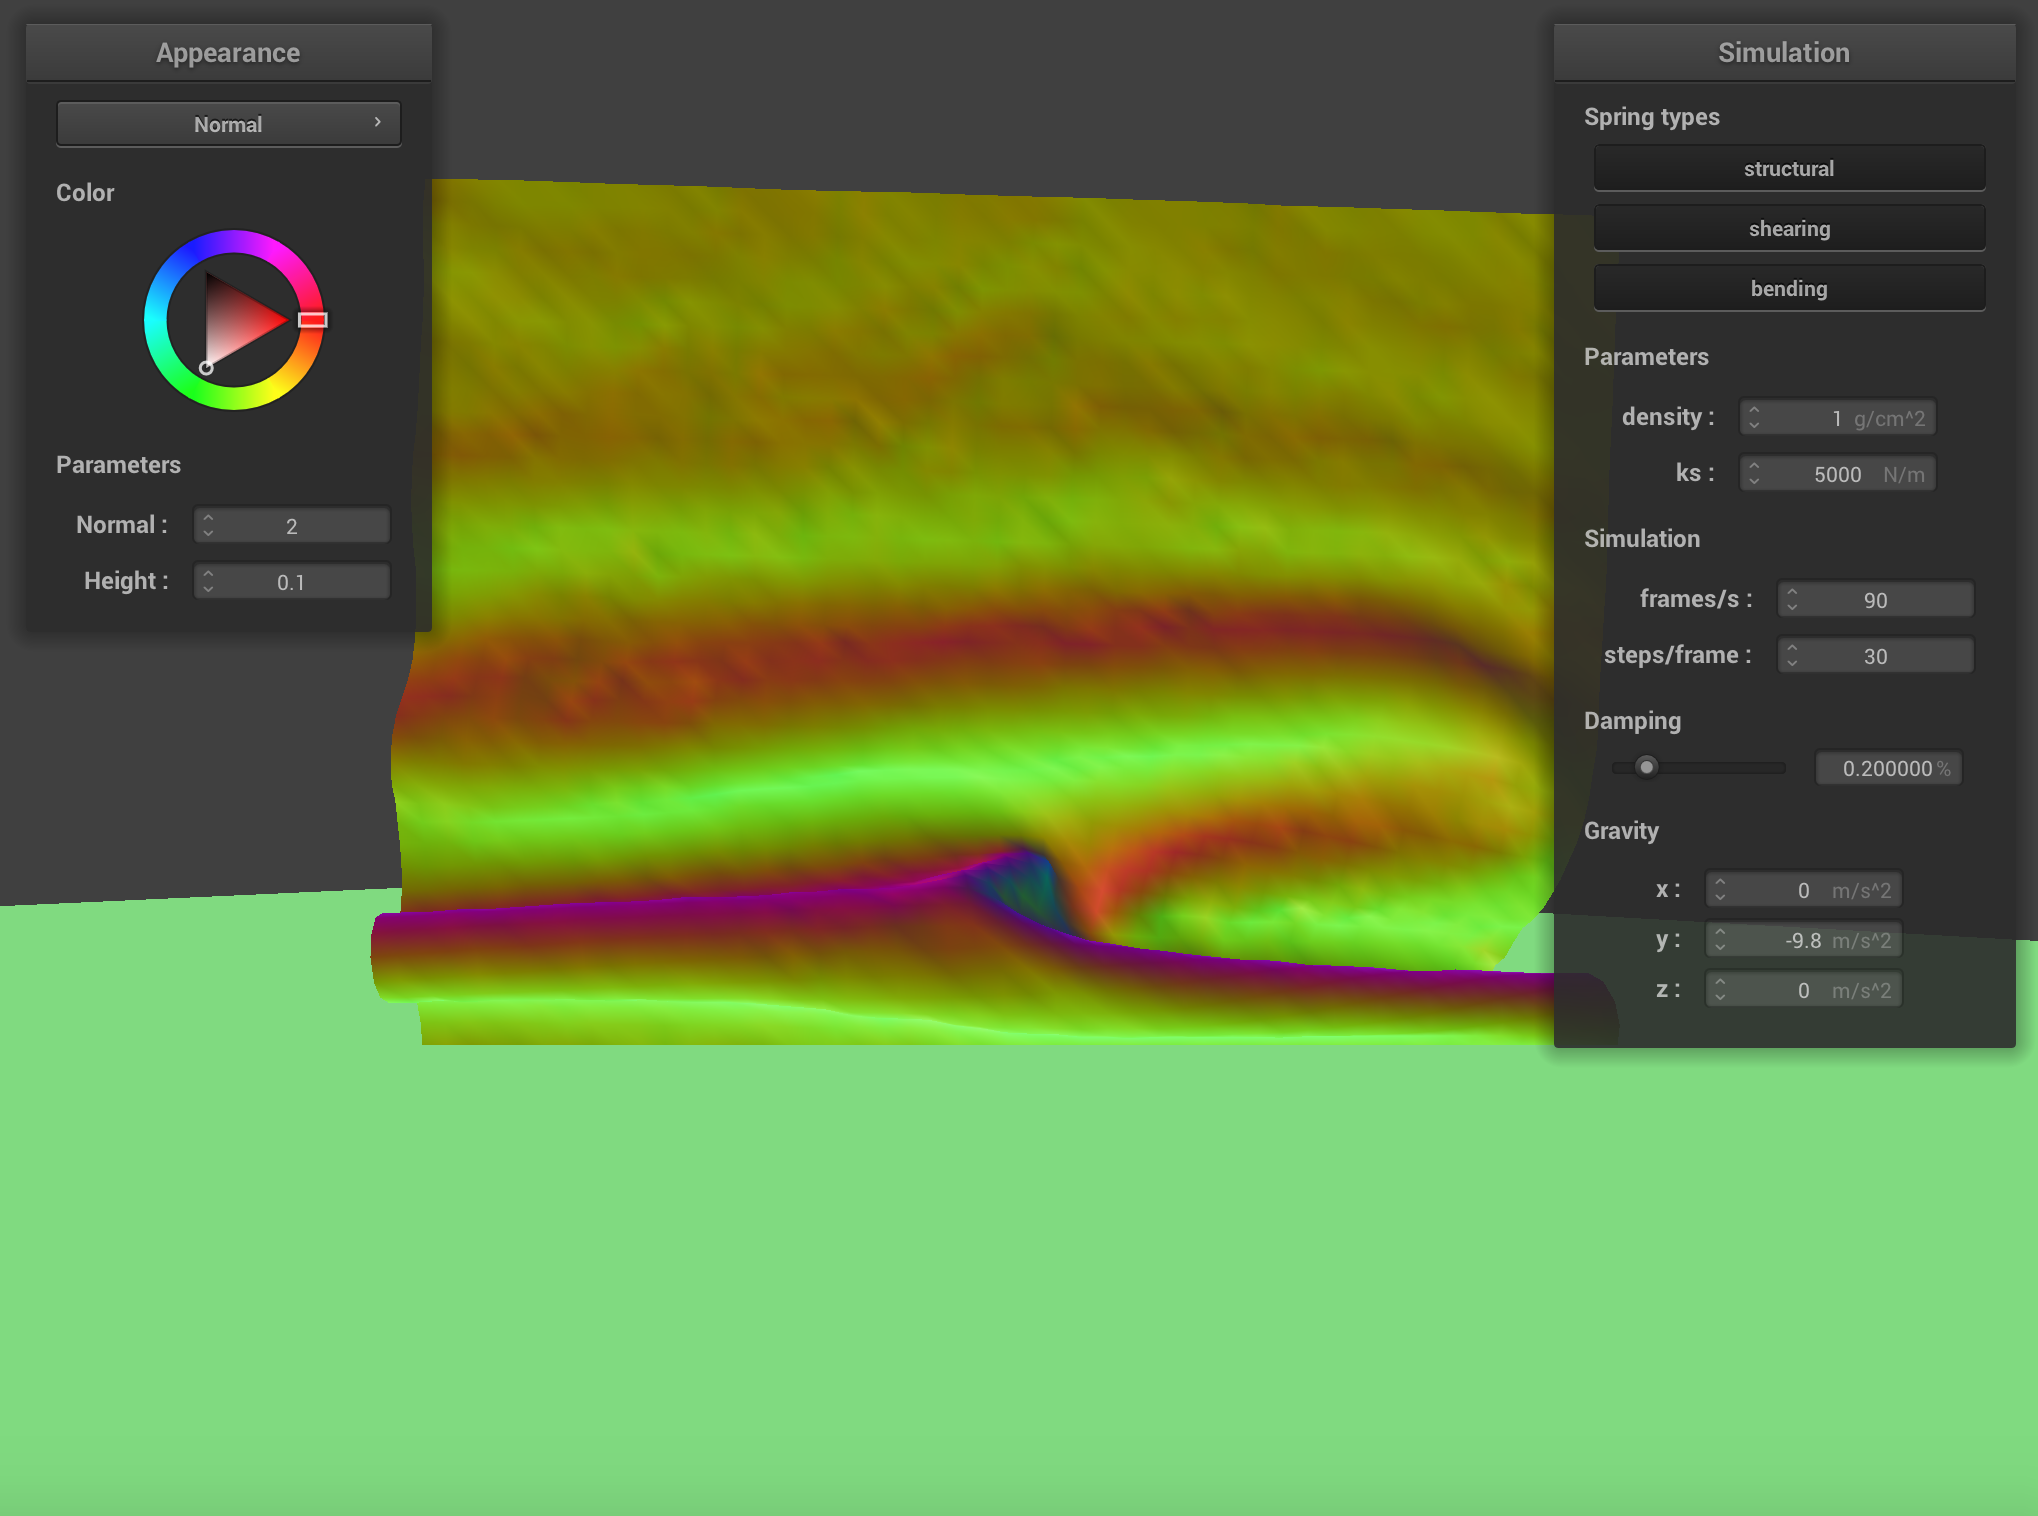 Appearance
Normal
Color
Parameters
Normal : 2
Height : 0.1
Simulation
Spring types
structural
shearing
bending
Parameters
density : 1 g/cm^2
ks : 5000 N/m
Simulation
frames/s : 90
steps/frame : 30
Damping
0.200000 %
Gravity
x : 0 m/s^2
y : -9.8 m/s^2
z : 0 m/s^2